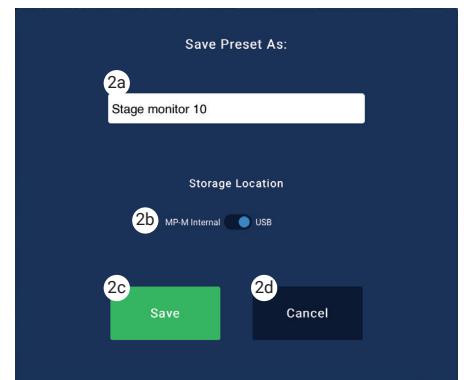 Save Preset As:
2a
Stage monitor 10
Storage Location
2b MP-M Internal USB
2c 2d
Save Cancel